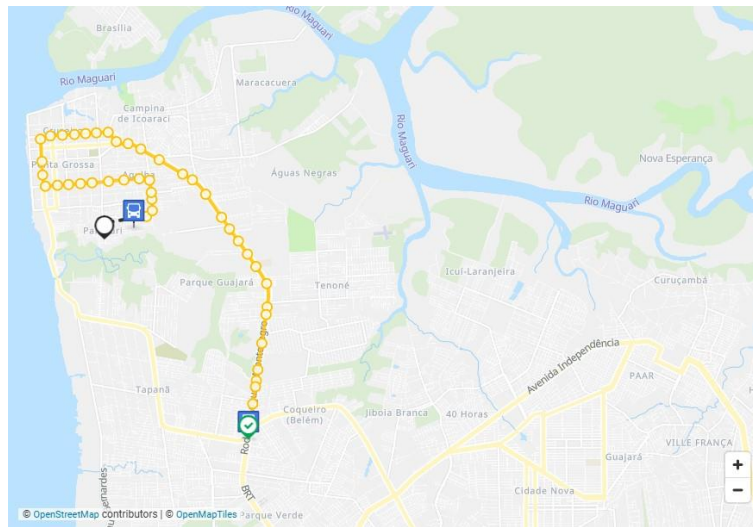 Brasília
Rio Maguari
Maracacuera
Campina
de Icoaraci
Rio Maguari
Nova Esperança
Águas Negras
Ponta Grossa
Rio Maguari
Icuí-Laranjeira
Curuçambá
Parque Guajará
Tenoné
Avenida Independência
PAAR
Tapanã
Coqueiro
(Belém)
Jiboia Branca
40 Horas
VILLE FRANÇA
Guajará
Cidade Nova
BRT
Parque Verde
+
−
© OpenStreetMap contributors | © OpenMapTiles